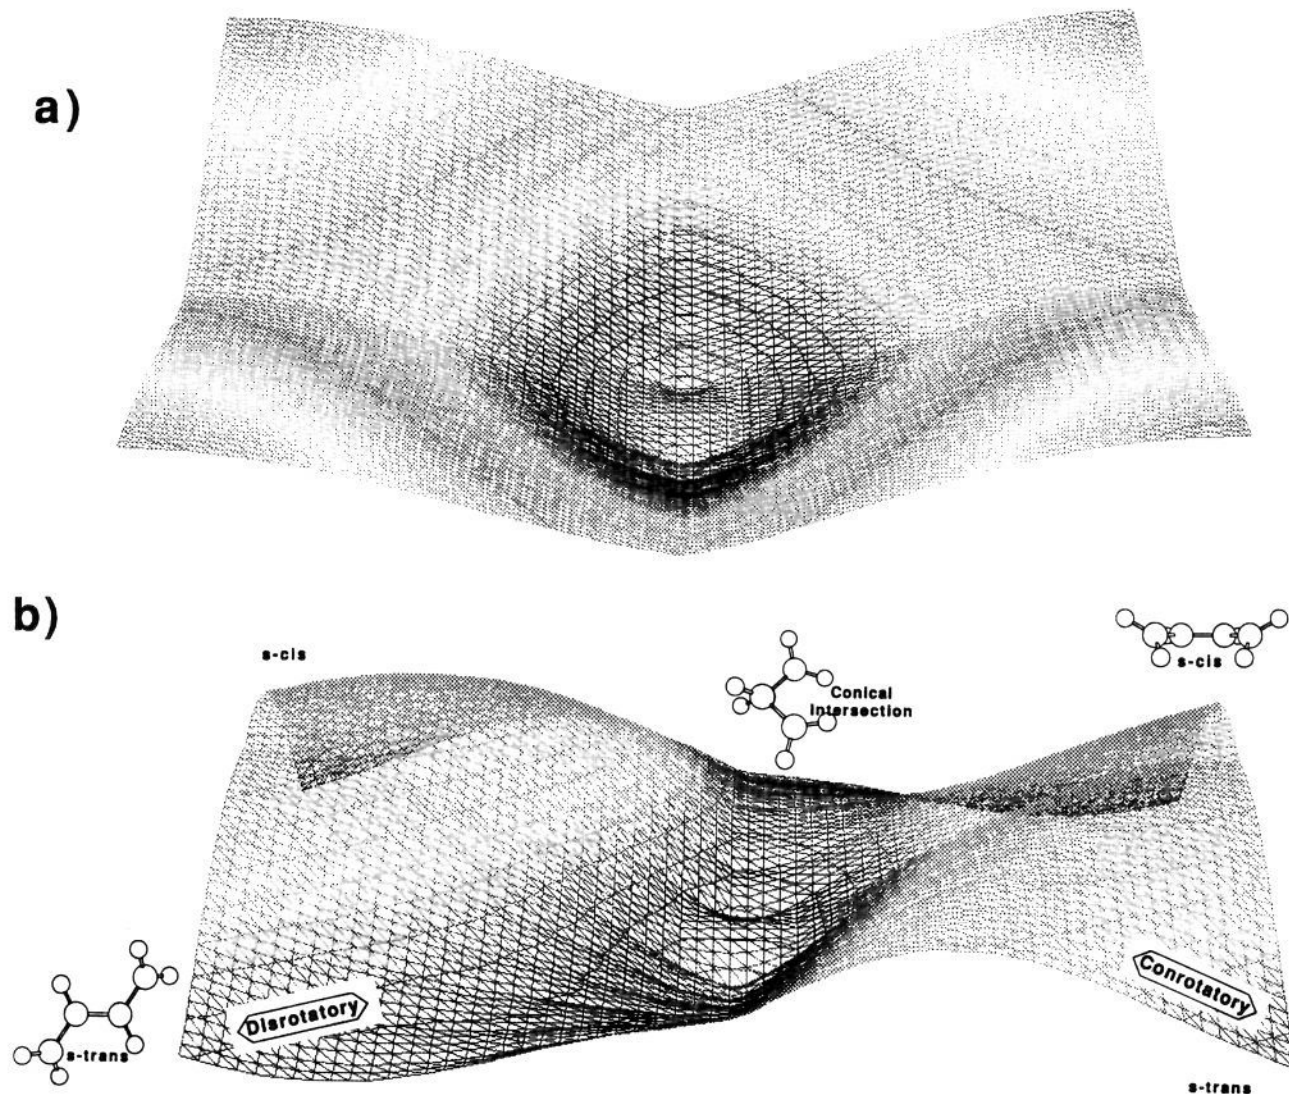 a)
b)
s-cis
s-cis
Conical
intersection
Disrotatory
Conrotatory
s-trans
s-trans